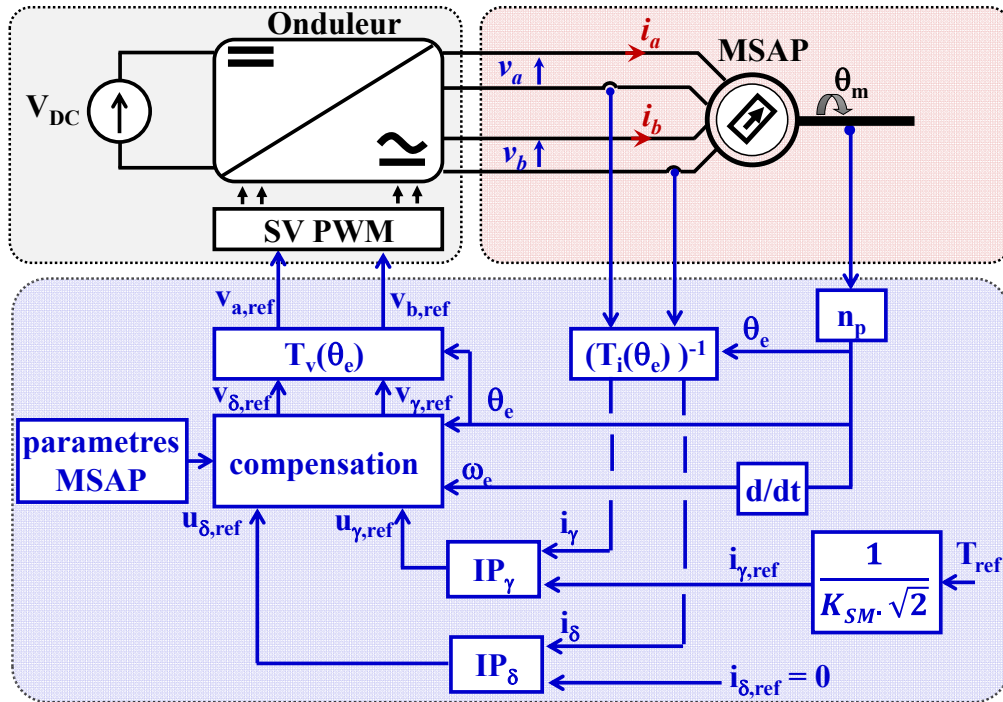 Onduleur
MSAP
i_a
v_a
θ_m
V_DC
i_b
v_b
SV PWM
v_a,ref
v_b,ref
n_p
T_v(θ_e)
(T_i(θ_e) )^-1
θ_e
v_δ,ref
v_γ,ref
θ_e
parametres
MSAP
compensation
ω_e
d/dt
u_δ,ref
u_γ,ref
i_γ
IP_γ
i_γ,ref
1
K_SM. √2
T_ref
i_δ
IP_δ
i_δ,ref = 0